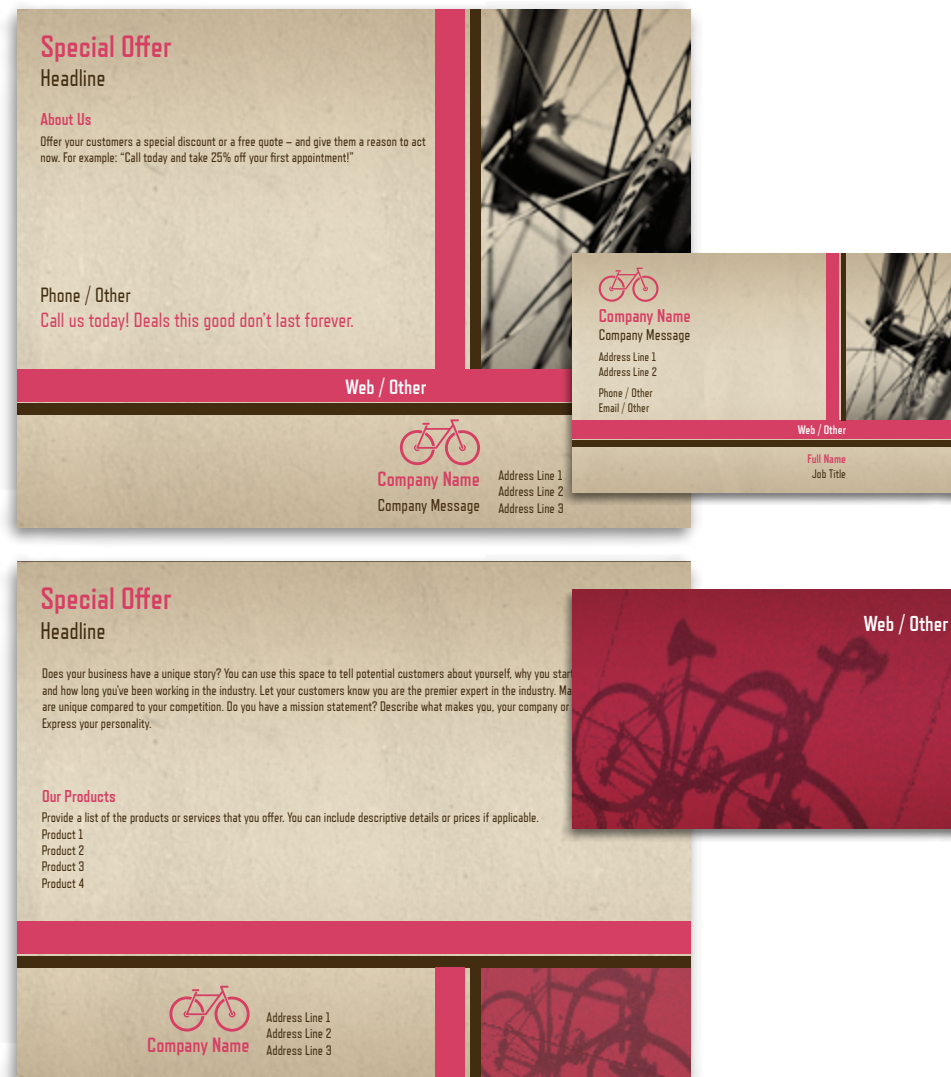 Special Offer
Headline
About Us
Offer your customers a special discount or a free quote – and give them a reason to act
now. For example: “Call today and take 25% off your first appointment!”
Phone / Other
Call us today! Deals this good don’t last forever.
Web / Other
Company Name
Company Message
Address Line 1
Address Line 2
Address Line 3
Company Name
Company Message
Address Line 1
Address Line 2
Phone / Other
Email / Other
Web / Other
Full Name
Job Title
Special Offer
Headline
Does your business have a unique story? You can use this space to tell potential customers about yourself, why you start
and how long you’ve been working in the industry. Let your customers know you are the premier expert in the industry. Ma
are unique compared to your competition. Do you have a mission statement? Describe what makes you, your company or
Express your personality.
Our Products
Provide a list of the products or services that you offer. You can include descriptive details or prices if applicable.
Product 1
Product 2
Product 3
Product 4
Company Name
Address Line 1
Address Line 2
Address Line 3
Web / Other